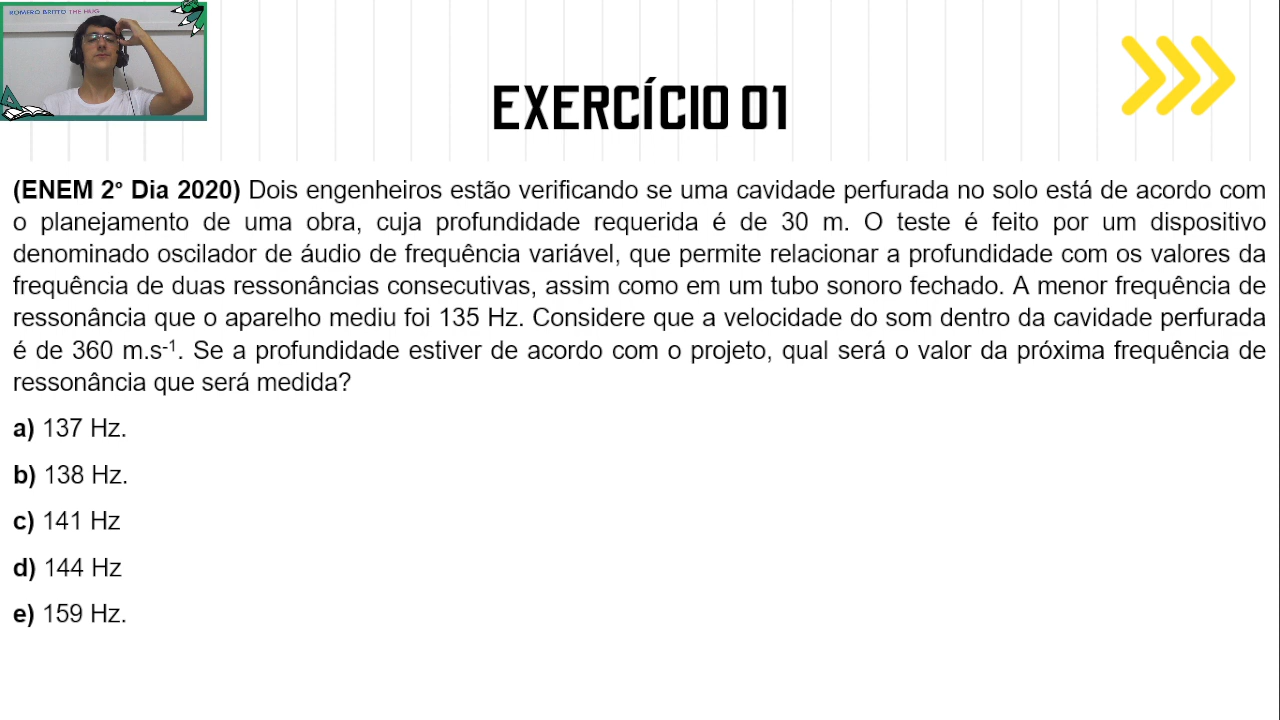 ROMERO BRITTO THE HUG
EXERCÍCIO 01
(ENEM 2° Dia 2020) Dois engenheiros estão verificando se uma cavidade perfurada no solo está de acordo com
o planejamento de uma obra, cuja profundidade requerida é de 30 m. O teste é feito por um dispositivo
denominado oscilador de áudio de frequência variável, que permite relacionar a profundidade com os valores da
frequência de duas ressonâncias consecutivas, assim como em um tubo sonoro fechado. A menor frequência de
ressonância que o aparelho mediu foi 135 Hz. Considere que a velocidade do som dentro da cavidade perfurada
é de 360 m.s⁻¹. Se a profundidade estiver de acordo com o projeto, qual será o valor da próxima frequência de
ressonância que será medida?
a) 137 Hz.
b) 138 Hz.
c) 141 Hz
d) 144 Hz
e) 159 Hz.